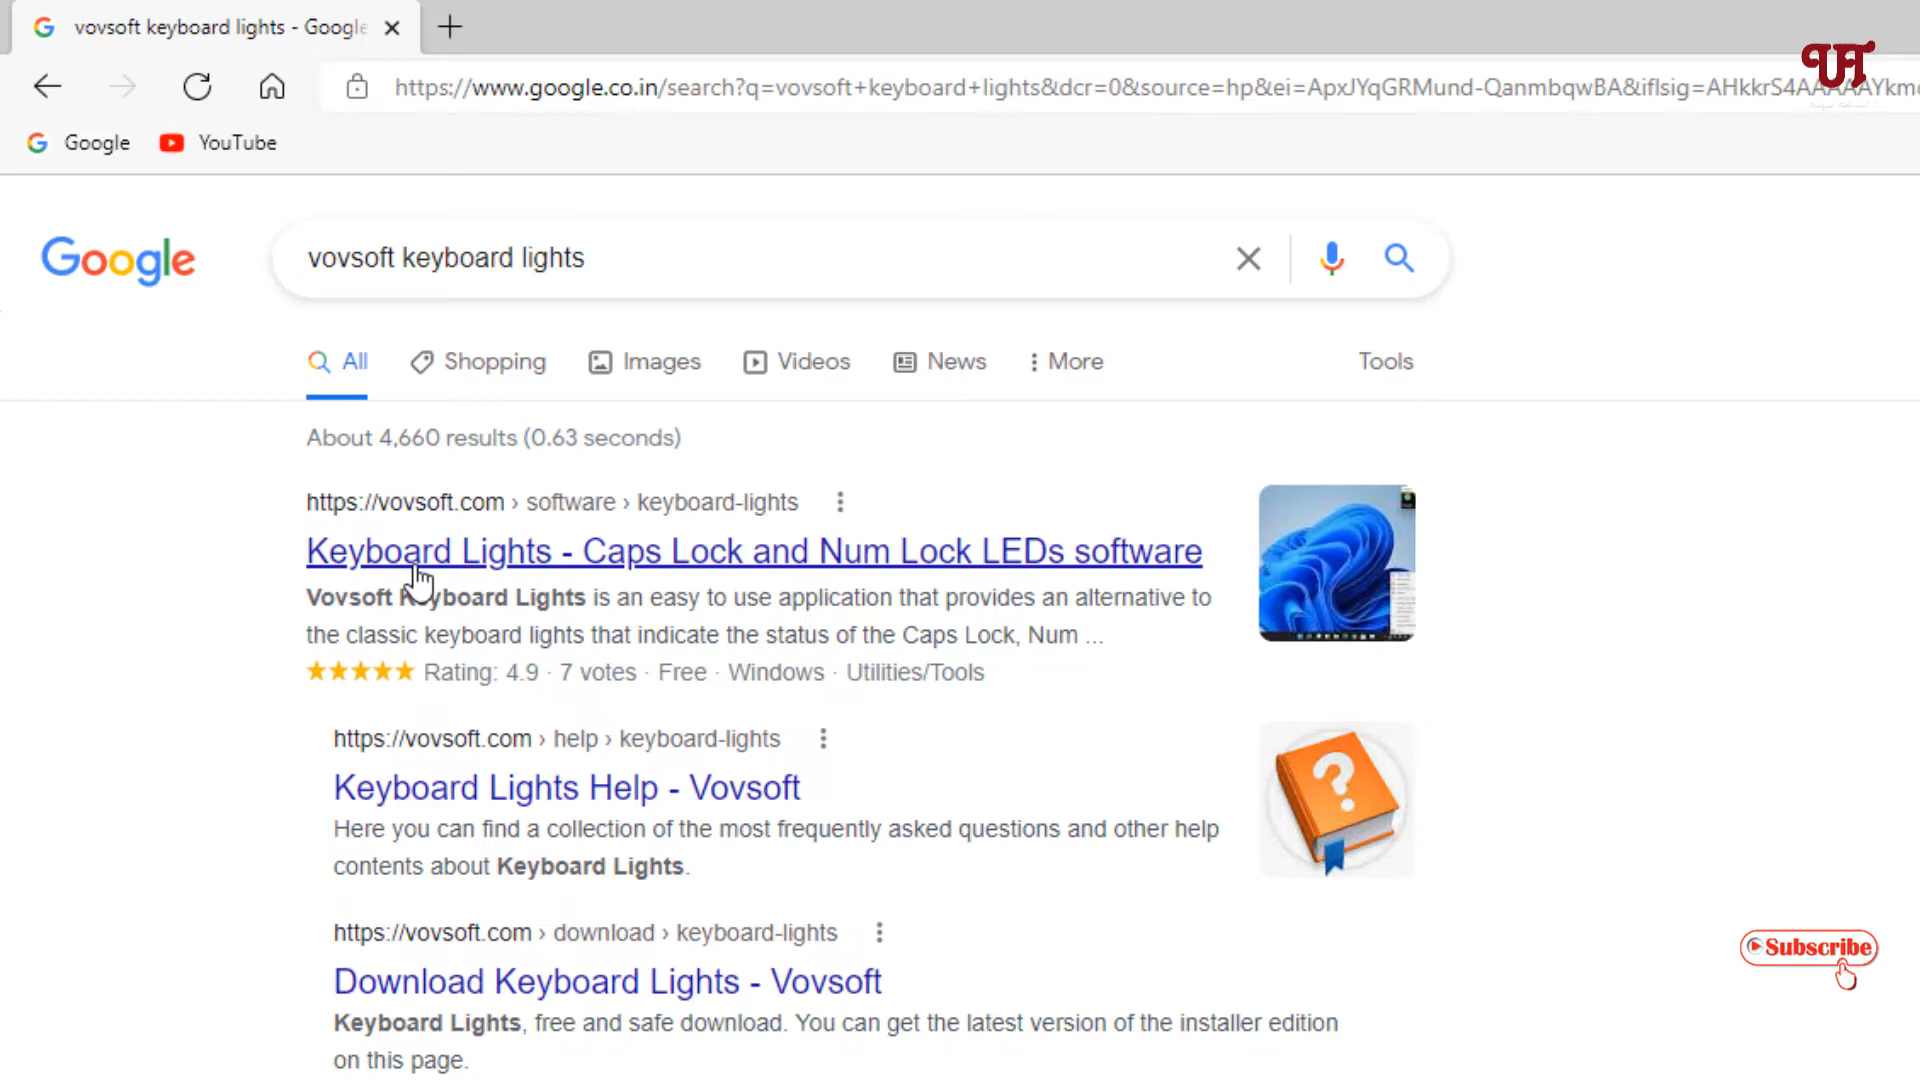 vovsoft keyboard lights - Google
https://www.google.co.in/search?q=vovsoft+keyboard+lights&dcr=0&source=hp&ei=ApxJYqGRMund-QanmbqwBA&iflsig=AHkkrS4AAAAAYkm
Google YouTube
UT
Google vovsoft keyboard lights
All Shopping Images Videos News More Tools
About 4,660 results (0.63 seconds)
https://vovsoft.com › software › keyboard-lights
Keyboard Lights - Caps Lock and Num Lock LEDs software
Vovsoft Keyboard Lights is an easy to use application that provides an alternative to
the classic keyboard lights that indicate the status of the Caps Lock, Num ...
Rating: 4.9 · 7 votes · Free · Windows · Utilities/Tools
https://vovsoft.com › help › keyboard-lights
Keyboard Lights Help - Vovsoft
Here you can find a collection of the most frequently asked questions and other help
contents about Keyboard Lights.
https://vovsoft.com › download › keyboard-lights
Download Keyboard Lights - Vovsoft
Keyboard Lights, free and safe download. You can get the latest version of the installer edition
on this page.
Subscribe